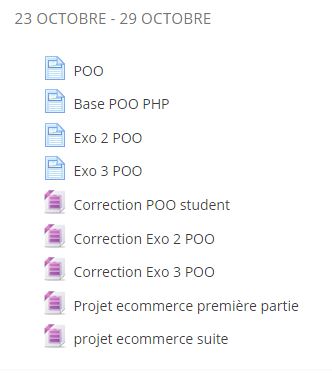 23 OCTOBRE - 29 OCTOBRE
POO
Base POO PHP
Exo 2 POO
Exo 3 POO
Correction POO student
Correction Exo 2 POO
Correction Exo 3 POO
Projet ecommerce première partie
projet ecommerce suite